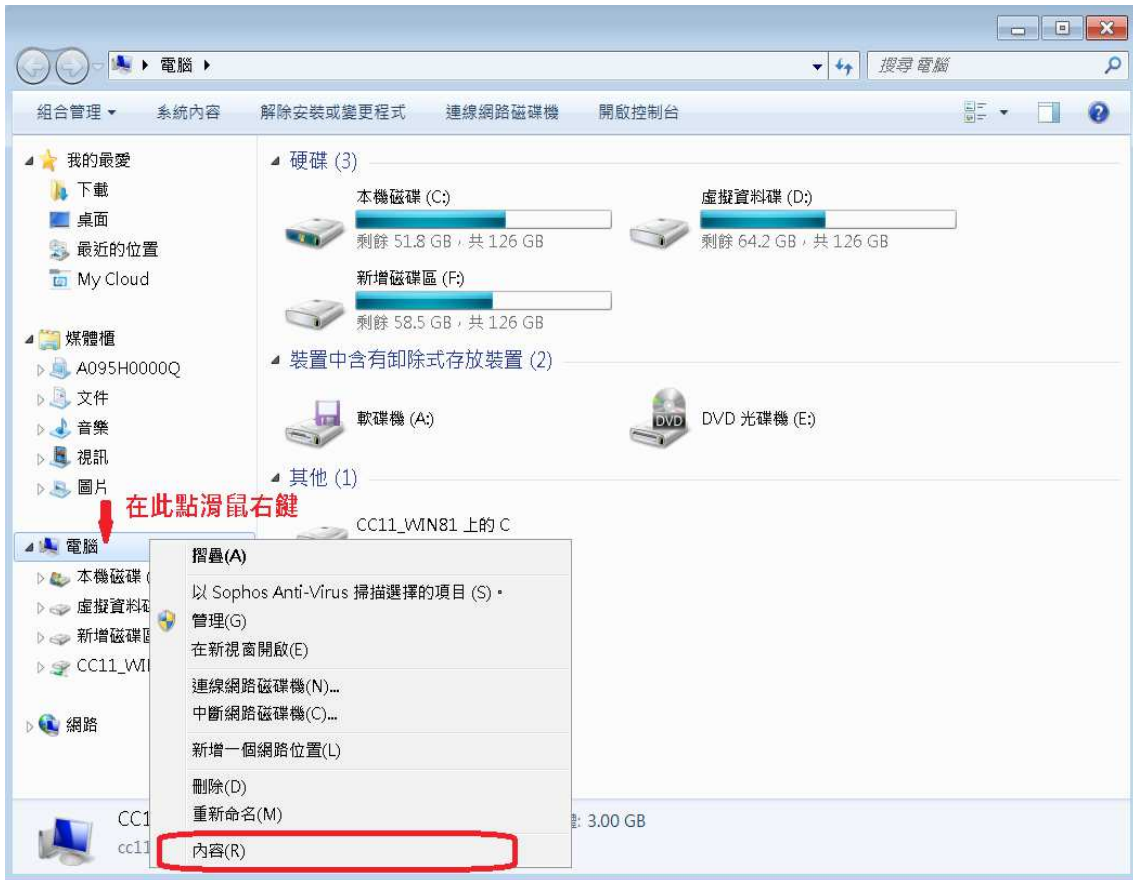 電腦
搜尋 電腦
組合管理 系統內容 解除安裝或變更程式 連線網路磁碟機 開啟控制台
我的最愛
下載
桌面
最近的位置
My Cloud
媒體櫃
A095H0000Q
文件
音樂
視訊
圖片
在此點滑鼠右鍵
電腦
本機磁碟 (
虛擬資料
新增磁碟
CC11_WI
網路
硬碟 (3)
本機磁碟 (C:)
剩餘 51.8 GB，共 126 GB
虛擬資料碟 (D:)
剩餘 64.2 GB，共 126 GB
新增磁碟區 (F:)
剩餘 58.5 GB，共 126 GB
裝置中含有卸除式存放裝置 (2)
軟碟機 (A:)
DVD
DVD 光碟機 (E:)
其他 (1)
CC11_WIN81 上的 C
摺疊(A)
以 Sophos Anti-Virus 掃描選擇的項目 (S)。
管理(G)
在新視窗開啟(E)
連線網路磁碟機(N)...
中斷網路磁碟機(C)...
新增一個網路位置(L)
刪除(D)
重新命名(M)
內容(R)
CC1
cc11
: 3.00 GB